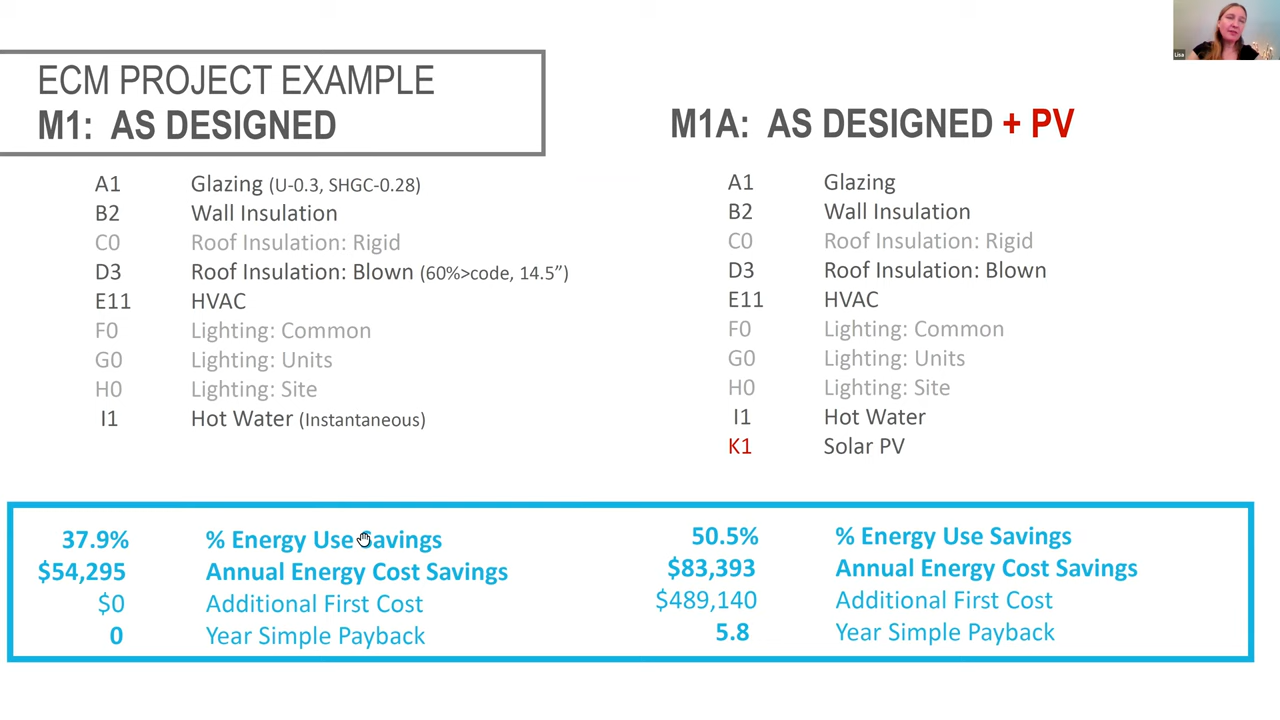 Lisa
ECM PROJECT EXAMPLE
M1: AS DESIGNED
A1 Glazing (U-0.3, SHGC-0.28)
B2 Wall Insulation
C0 Roof Insulation: Rigid
D3 Roof Insulation: Blown (60%>code, 14.5”)
E11 HVAC
F0 Lighting: Common
G0 Lighting: Units
H0 Lighting: Site
I1 Hot Water (Instantaneous)
M1A: AS DESIGNED + PV
A1 Glazing
B2 Wall Insulation
C0 Roof Insulation: Rigid
D3 Roof Insulation: Blown
E11 HVAC
F0 Lighting: Common
G0 Lighting: Units
H0 Lighting: Site
I1 Hot Water
K1 Solar PV
37.9% % Energy Use Savings
$54,295 Annual Energy Cost Savings
$0 Additional First Cost
0 Year Simple Payback
50.5% % Energy Use Savings
$83,393 Annual Energy Cost Savings
$489,140 Additional First Cost
5.8 Year Simple Payback